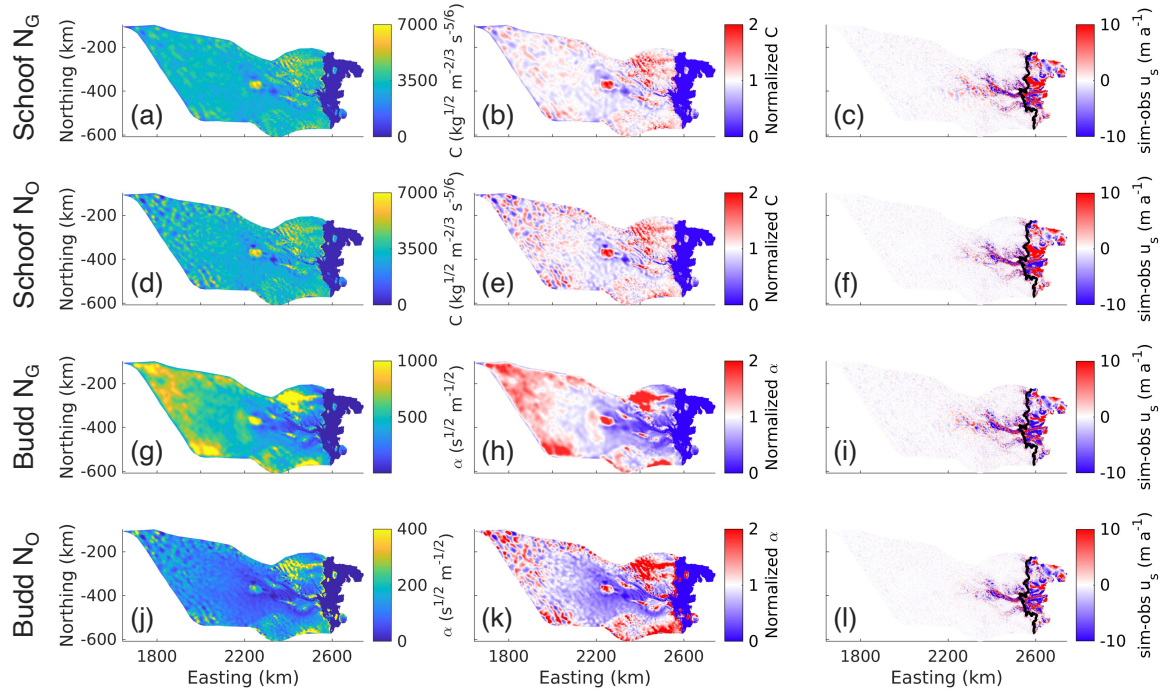 Schoof N_G
Northing (km)
-200
-400
-600
(a)
7000
3500
0
C (kg^1/2 m^-2/3 s^-5/6)
(b)
2
1
0
Normalized C
(c)
10
0
-10
sim-obs u_s (m a^-1)
Schoof N_O
Northing (km)
-200
-400
-600
(d)
7000
3500
0
C (kg^1/2 m^-2/3 s^-5/6)
(e)
2
1
0
Normalized C
(f)
10
0
-10
sim-obs u_s (m a^-1)
Budd N_G
Northing (km)
-200
-400
-600
(g)
1000
500
0
α (s^1/2 m^-1/2)
(h)
2
1
0
Normalized α
(i)
10
0
-10
sim-obs u_s (m a^-1)
Budd N_O
Northing (km)
-200
-400
-600
(j)
400
200
0
α (s^1/2 m^-1/2)
(k)
2
1
0
Normalized α
(l)
10
0
-10
sim-obs u_s (m a^-1)
1800 2200 2600
Easting (km)
1800 2200 2600
Easting (km)
1800 2200 2600
Easting (km)